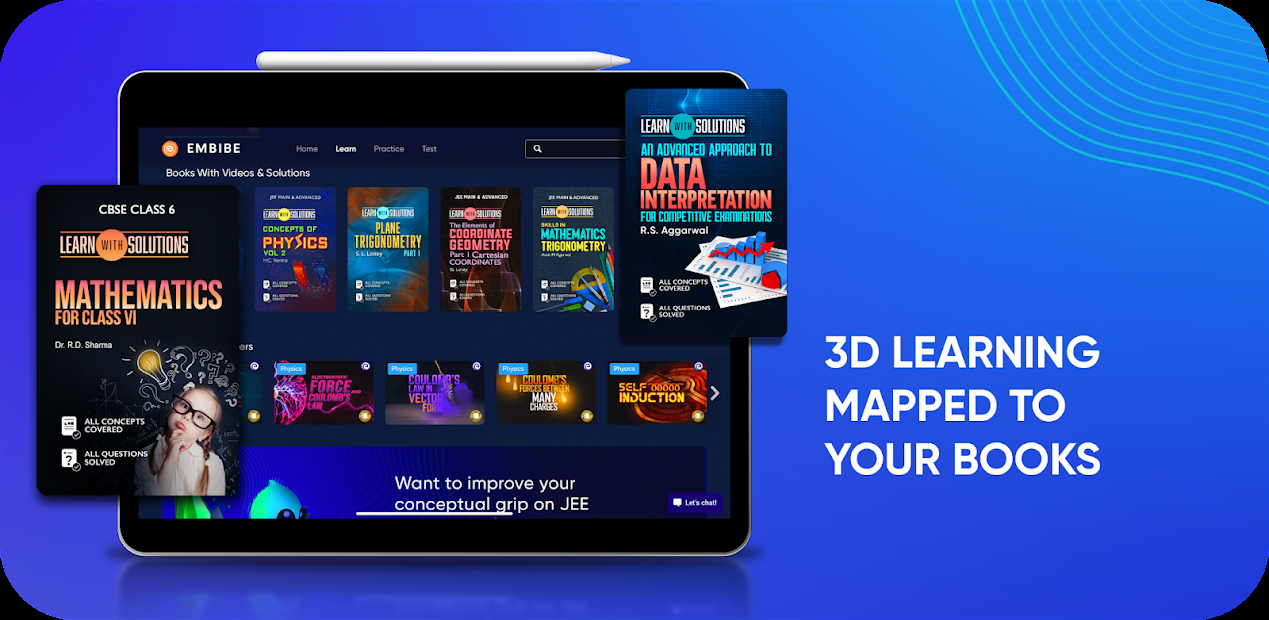 EMBIBE
Home Learn Practice Test
Books With Videos & Solutions
CBSE CLASS 6
LEARN WITH SOLUTIONS
MATHEMATICS
FOR CLASS VI
Dr. R.D. Sharma
ALL CONCEPTS
COVERED
ALL QUESTIONS
SOLVED
JEE MAIN & ADVANCED
LEARN WITH SOLUTIONS
CONCEPTS OF
PHYSICS
VOL 2
H.C. Verma
ALL CONCEPTS
COVERED
ALL QUESTIONS
SOLVED
LEARN WITH SOLUTIONS
PLANE
TRIGONOMETRY
S. L. Loney PART 1
ALL CONCEPTS
COVERED
ALL QUESTIONS
SOLVED
JEE MAIN & ADVANCED
LEARN WITH SOLUTIONS
The Elements of
COORDINATE
GEOMETRY
Part 1 Cartesian
COORDINATES
SL Loney
ALL CONCEPTS
COVERED
ALL QUESTIONS
SOLVED
JEE MAIN & ADVANCED
LEARN WITH SOLUTIONS
SKILLS IN
MATHEMATICS
TRIGONOMETRY
Amit M Agarwal
ALL CONCEPTS
COVERED
ALL QUESTIONS
SOLVED
LEARN WITH SOLUTIONS
AN ADVANCED APPROACH TO
DATA
INTERPRETATION
FOR COMPETITIVE EXAMINATIONS
R.S. Aggarwal
ALL CONCEPTS
COVERED
ALL QUESTIONS
SOLVED
ers
Physics
ELECTROSTATIC
FORCE AND
COULOMB'S
LAW
Physics
COULOMB'S
LAW IN
VECTOR
FORM
Physics
COULOMB'S
FORCES BETWEEN
MANY
CHARGES
Physics
SELF
INDUCTION
Want to improve your
conceptual grip on JEE
Let's chat!
3D LEARNING
MAPPED TO
YOUR BOOKS